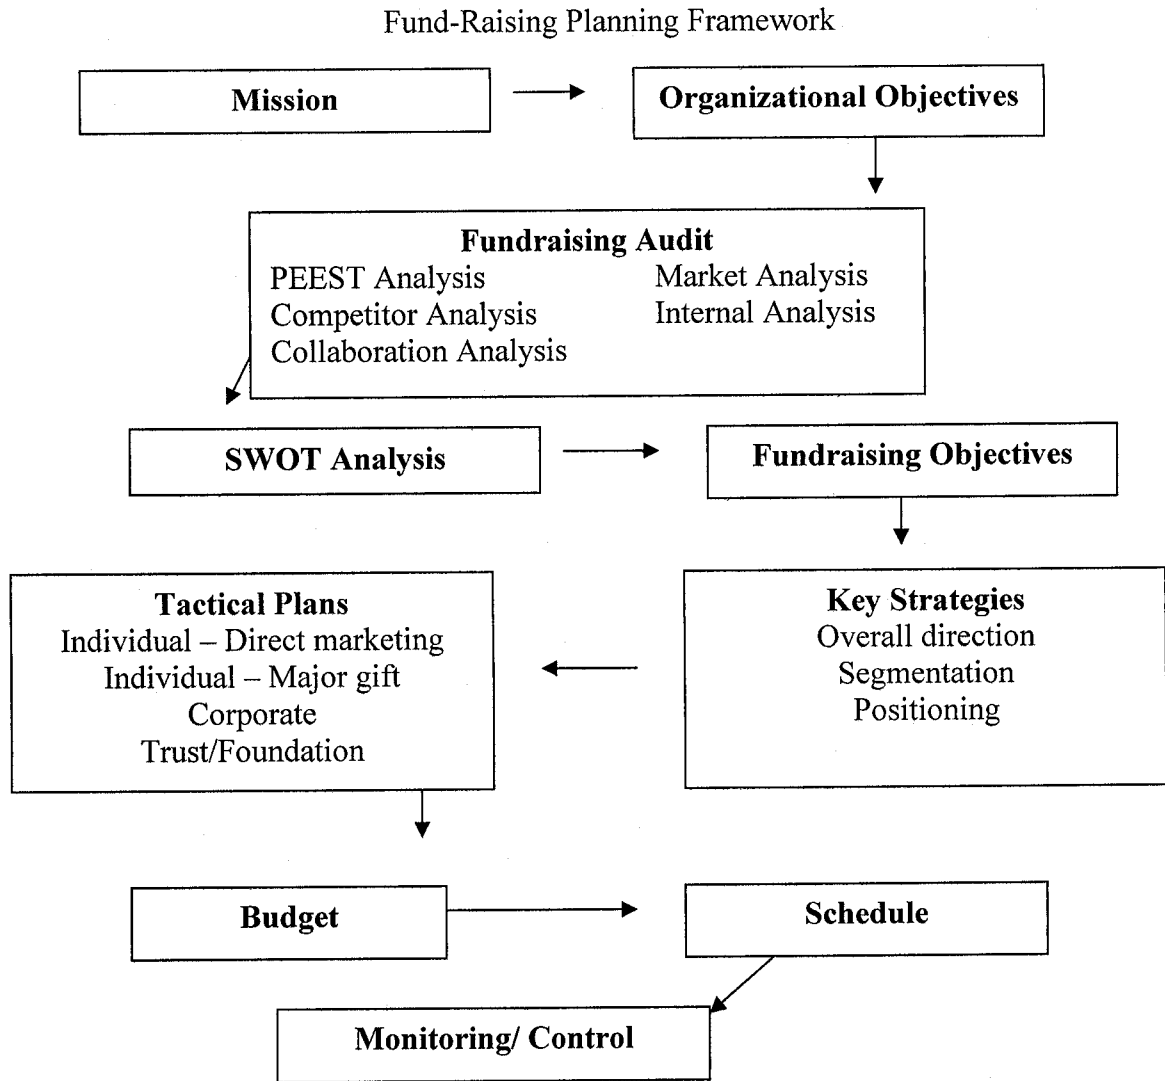 Fund-Raising Planning Framework
Mission
Organizational Objectives
Fundraising Audit
PEEST Analysis
Market Analysis
Competitor Analysis
Internal Analysis
Collaboration Analysis
SWOT Analysis
Fundraising Objectives
Key Strategies
Overall direction
Segmentation
Positioning
Tactical Plans
Individual – Direct marketing
Individual – Major gift
Corporate
Trust/Foundation
Budget
Schedule
Monitoring/ Control